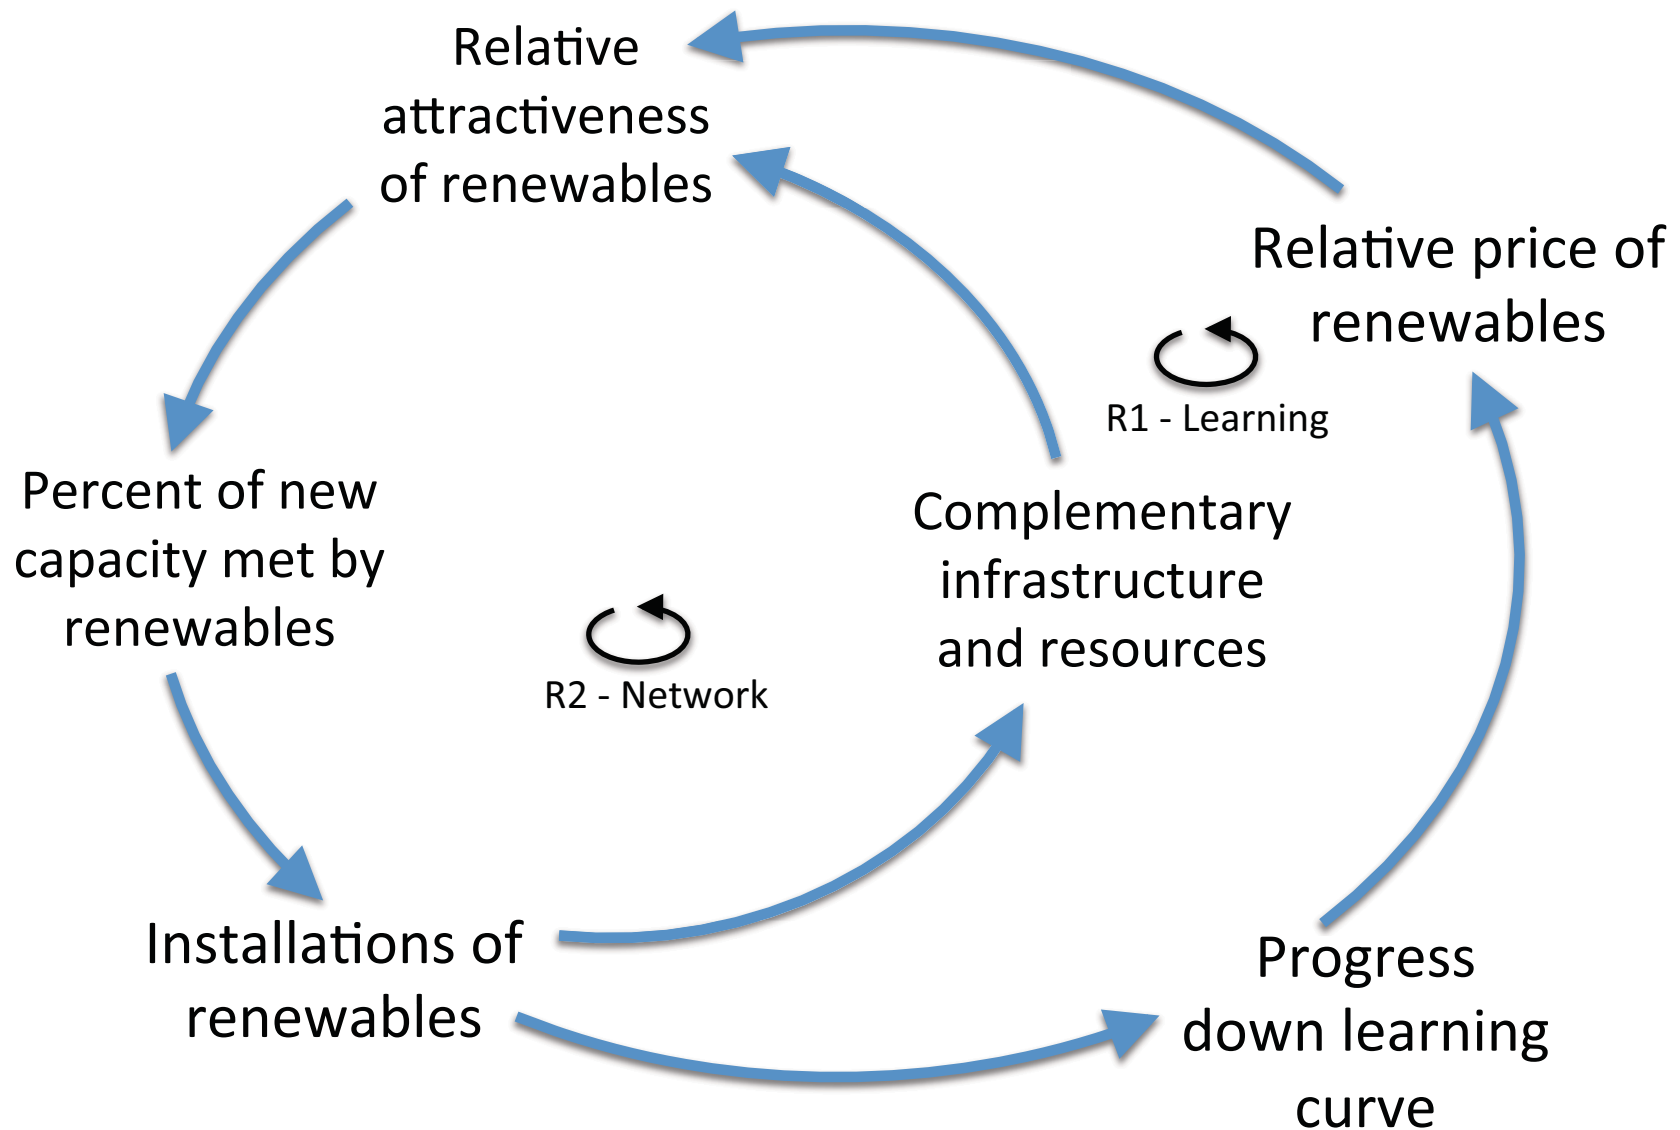 Relative
attractiveness
of renewables
Relative price of
renewables
R1 - Learning
Percent of new
capacity met by
renewables
Complementary
infrastructure
and resources
R2 - Network
Installations of
renewables
Progress
down learning
curve